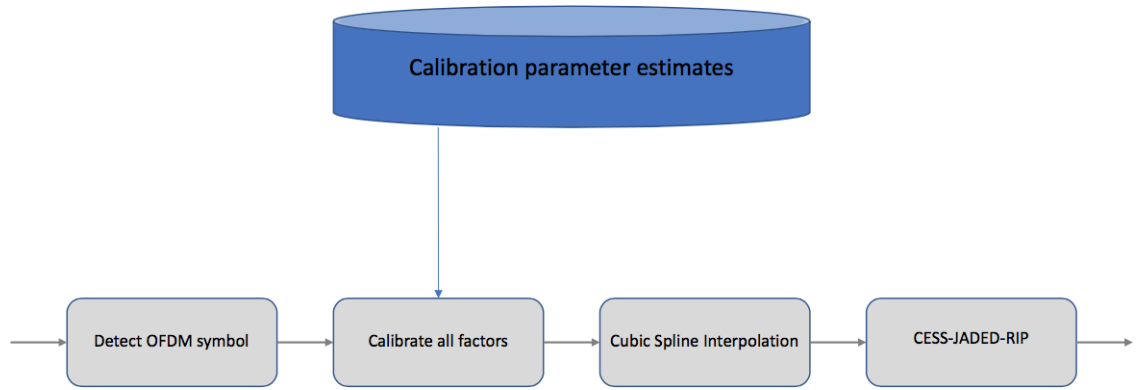 Calibration parameter estimates
Detect OFDM symbol
Calibrate all factors
Cubic Spline Interpolation
CESS-JADED-RIP